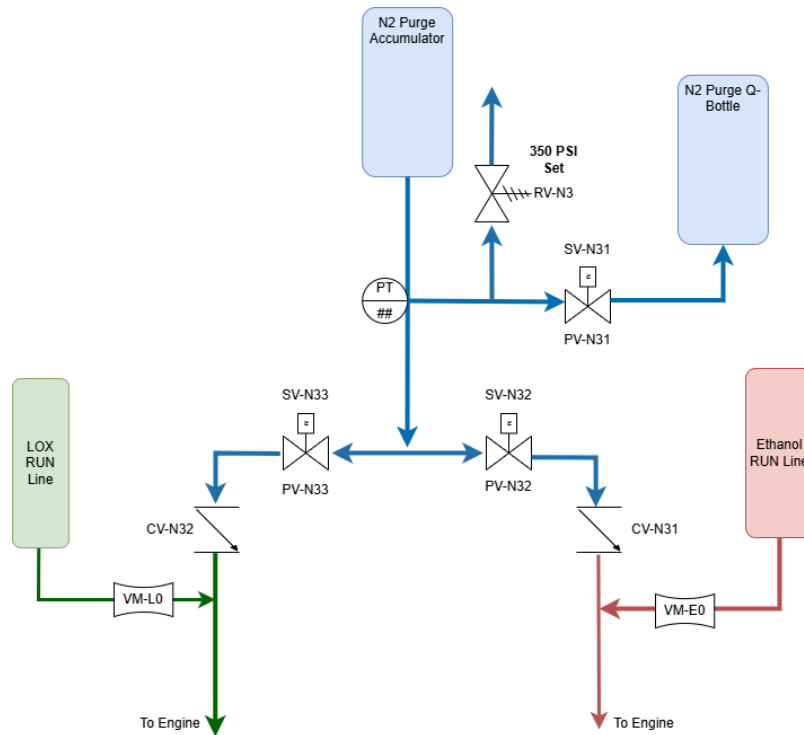 N2 Purge
Accumulator
N2 Purge Q-
Bottle
350 PSI
Set
RV-N3
SV-N31
PT
##
PV-N31
SV-N33
SV-N32
LOX
RUN
Line
Ethanol
RUN Line
PV-N33
PV-N32
CV-N32
CV-N31
VM-L0
VM-E0
To Engine
To Engine